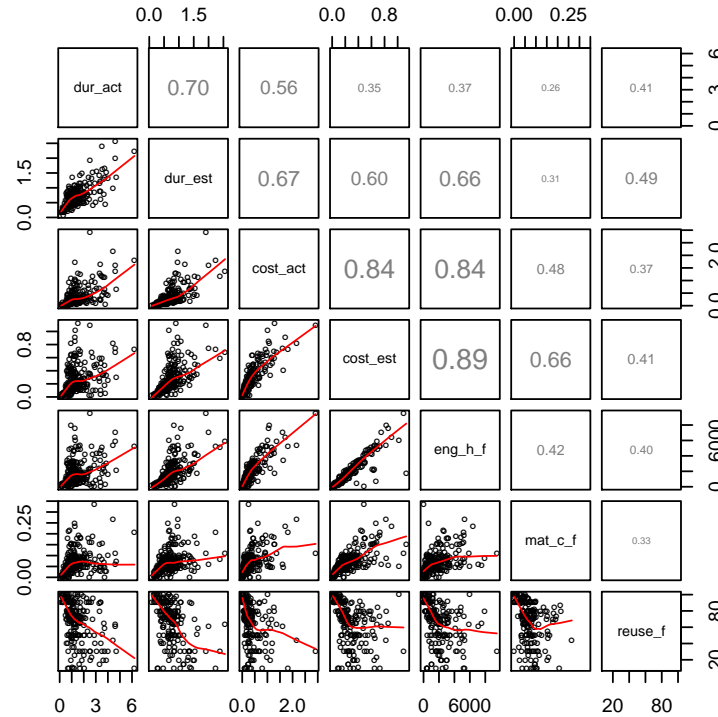 0.0 1.5 0.0 0.8 0.00 0.25
dur_act 0.70 0.56 0.35 0.37 0.26 0.41 0 3 6
0.0 1.5 dur_est 0.67 0.60 0.66 0.31 0.49
cost_act 0.84 0.84 0.48 0.37 0.0 2.0
0.0 0.8 cost_est 0.89 0.66 0.41
eng_h_f 0.42 0.40 0 6000
0.00 0.25 mat_c_f 0.33
reuse_f 20 80
0 3 6 0.0 2.0 0 6000 20 80